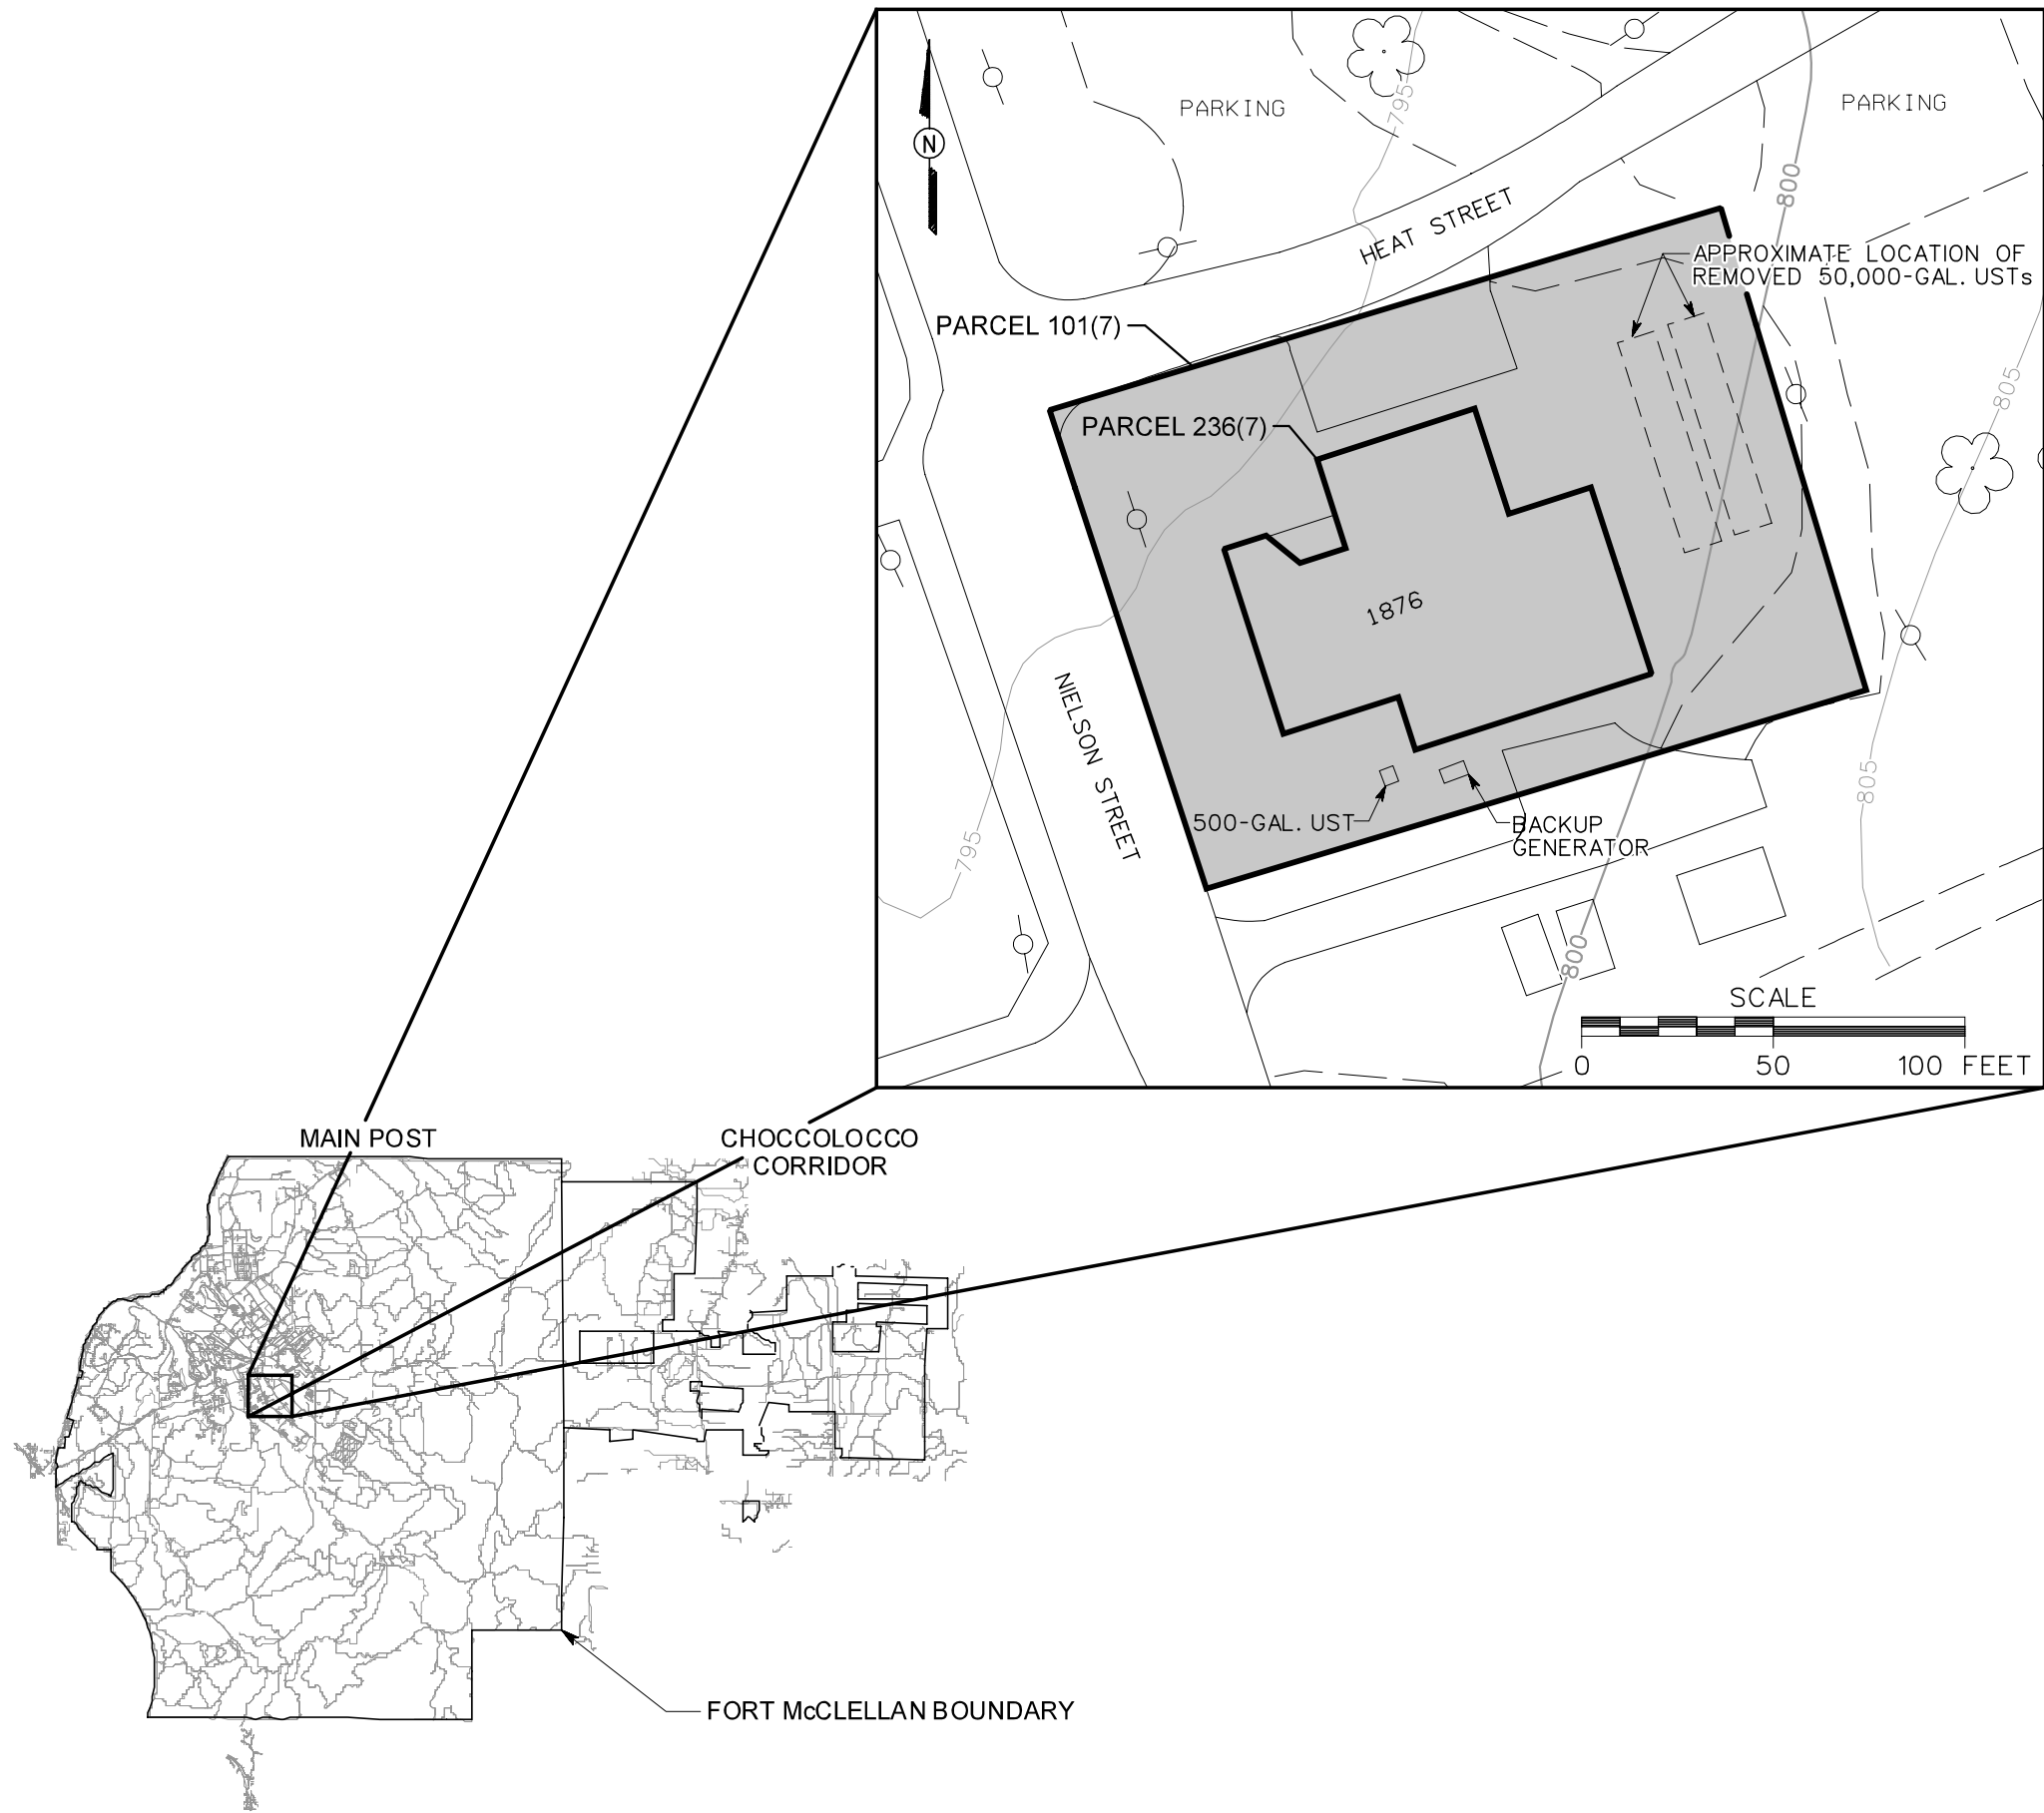 PARKING
PARKING
795
800
N
HEAT STREET
APPROXIMATE LOCATION OF
REMOVED 50,000-GAL. USTs
PARCEL 101(7)
PARCEL 236(7)
805
1876
NIELSON STREET
500-GAL. UST
BACKUP
GENERATOR
795
805
800
SCALE
0 50 100 FEET
MAIN POST
CHOCCOLOCCO
CORRIDOR
FORT McCLELLAN BOUNDARY